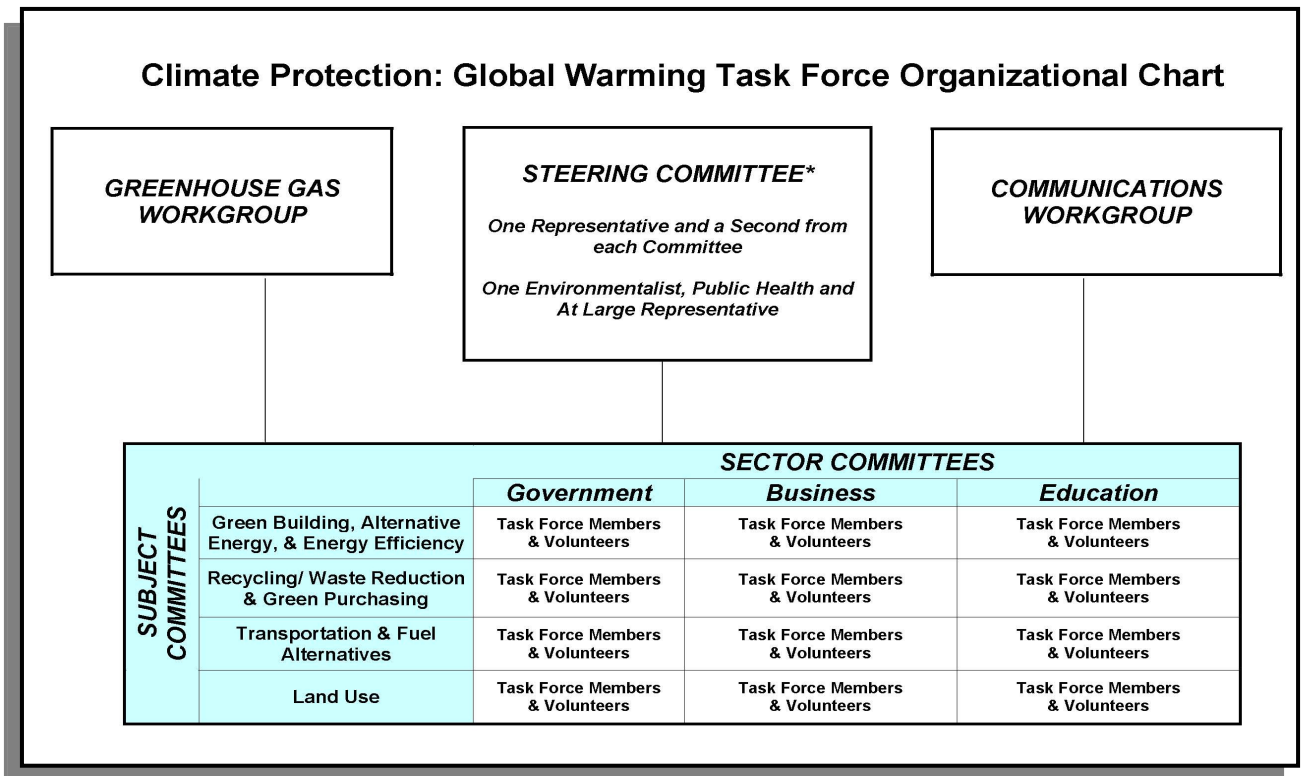 Climate Protection: Global Warming Task Force Organizational Chart
GREENHOUSE GAS
WORKGROUP
STEERING COMMITTEE*
One Representative and a Second from
each Committee
One Environmentalist, Public Health and
At Large Representative
COMMUNICATIONS
WORKGROUP
SUBJECT
COMMITTEES
SECTOR COMMITTEES
Government
Business
Education
Green Building, Alternative
Energy, & Energy Efficiency
Task Force Members
& Volunteers
Task Force Members
& Volunteers
Task Force Members
& Volunteers
Recycling/ Waste Reduction
& Green Purchasing
Task Force Members
& Volunteers
Task Force Members
& Volunteers
Task Force Members
& Volunteers
Transportation & Fuel
Alternatives
Task Force Members
& Volunteers
Task Force Members
& Volunteers
Task Force Members
& Volunteers
Land Use
Task Force Members
& Volunteers
Task Force Members
& Volunteers
Task Force Members
& Volunteers